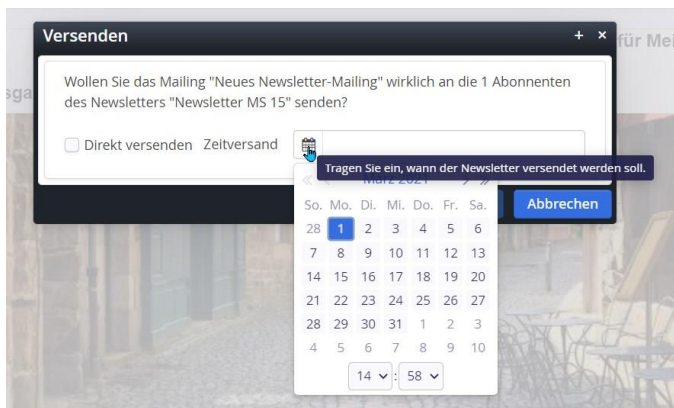 Versenden + ×
für Mei
sga
Wollen Sie das Mailing "Neues Newsletter-Mailing" wirklich an die 1 Abonnenten
des Newsletters "Newsletter MS 15" senden?
Direkt versenden Zeitversand
Tragen Sie ein, wann der Newsletter versendet werden soll.
März 2021
Abbrechen
So. Mo. Di. Mi. Do. Fr. Sa.
28 1 2 3 4 5 6
7 8 9 10 11 12 13
14 15 16 17 18 19 20
21 22 23 24 25 26 27
28 29 30 31 1 2 3
4 5 6 7 8 9 10
14 : 58